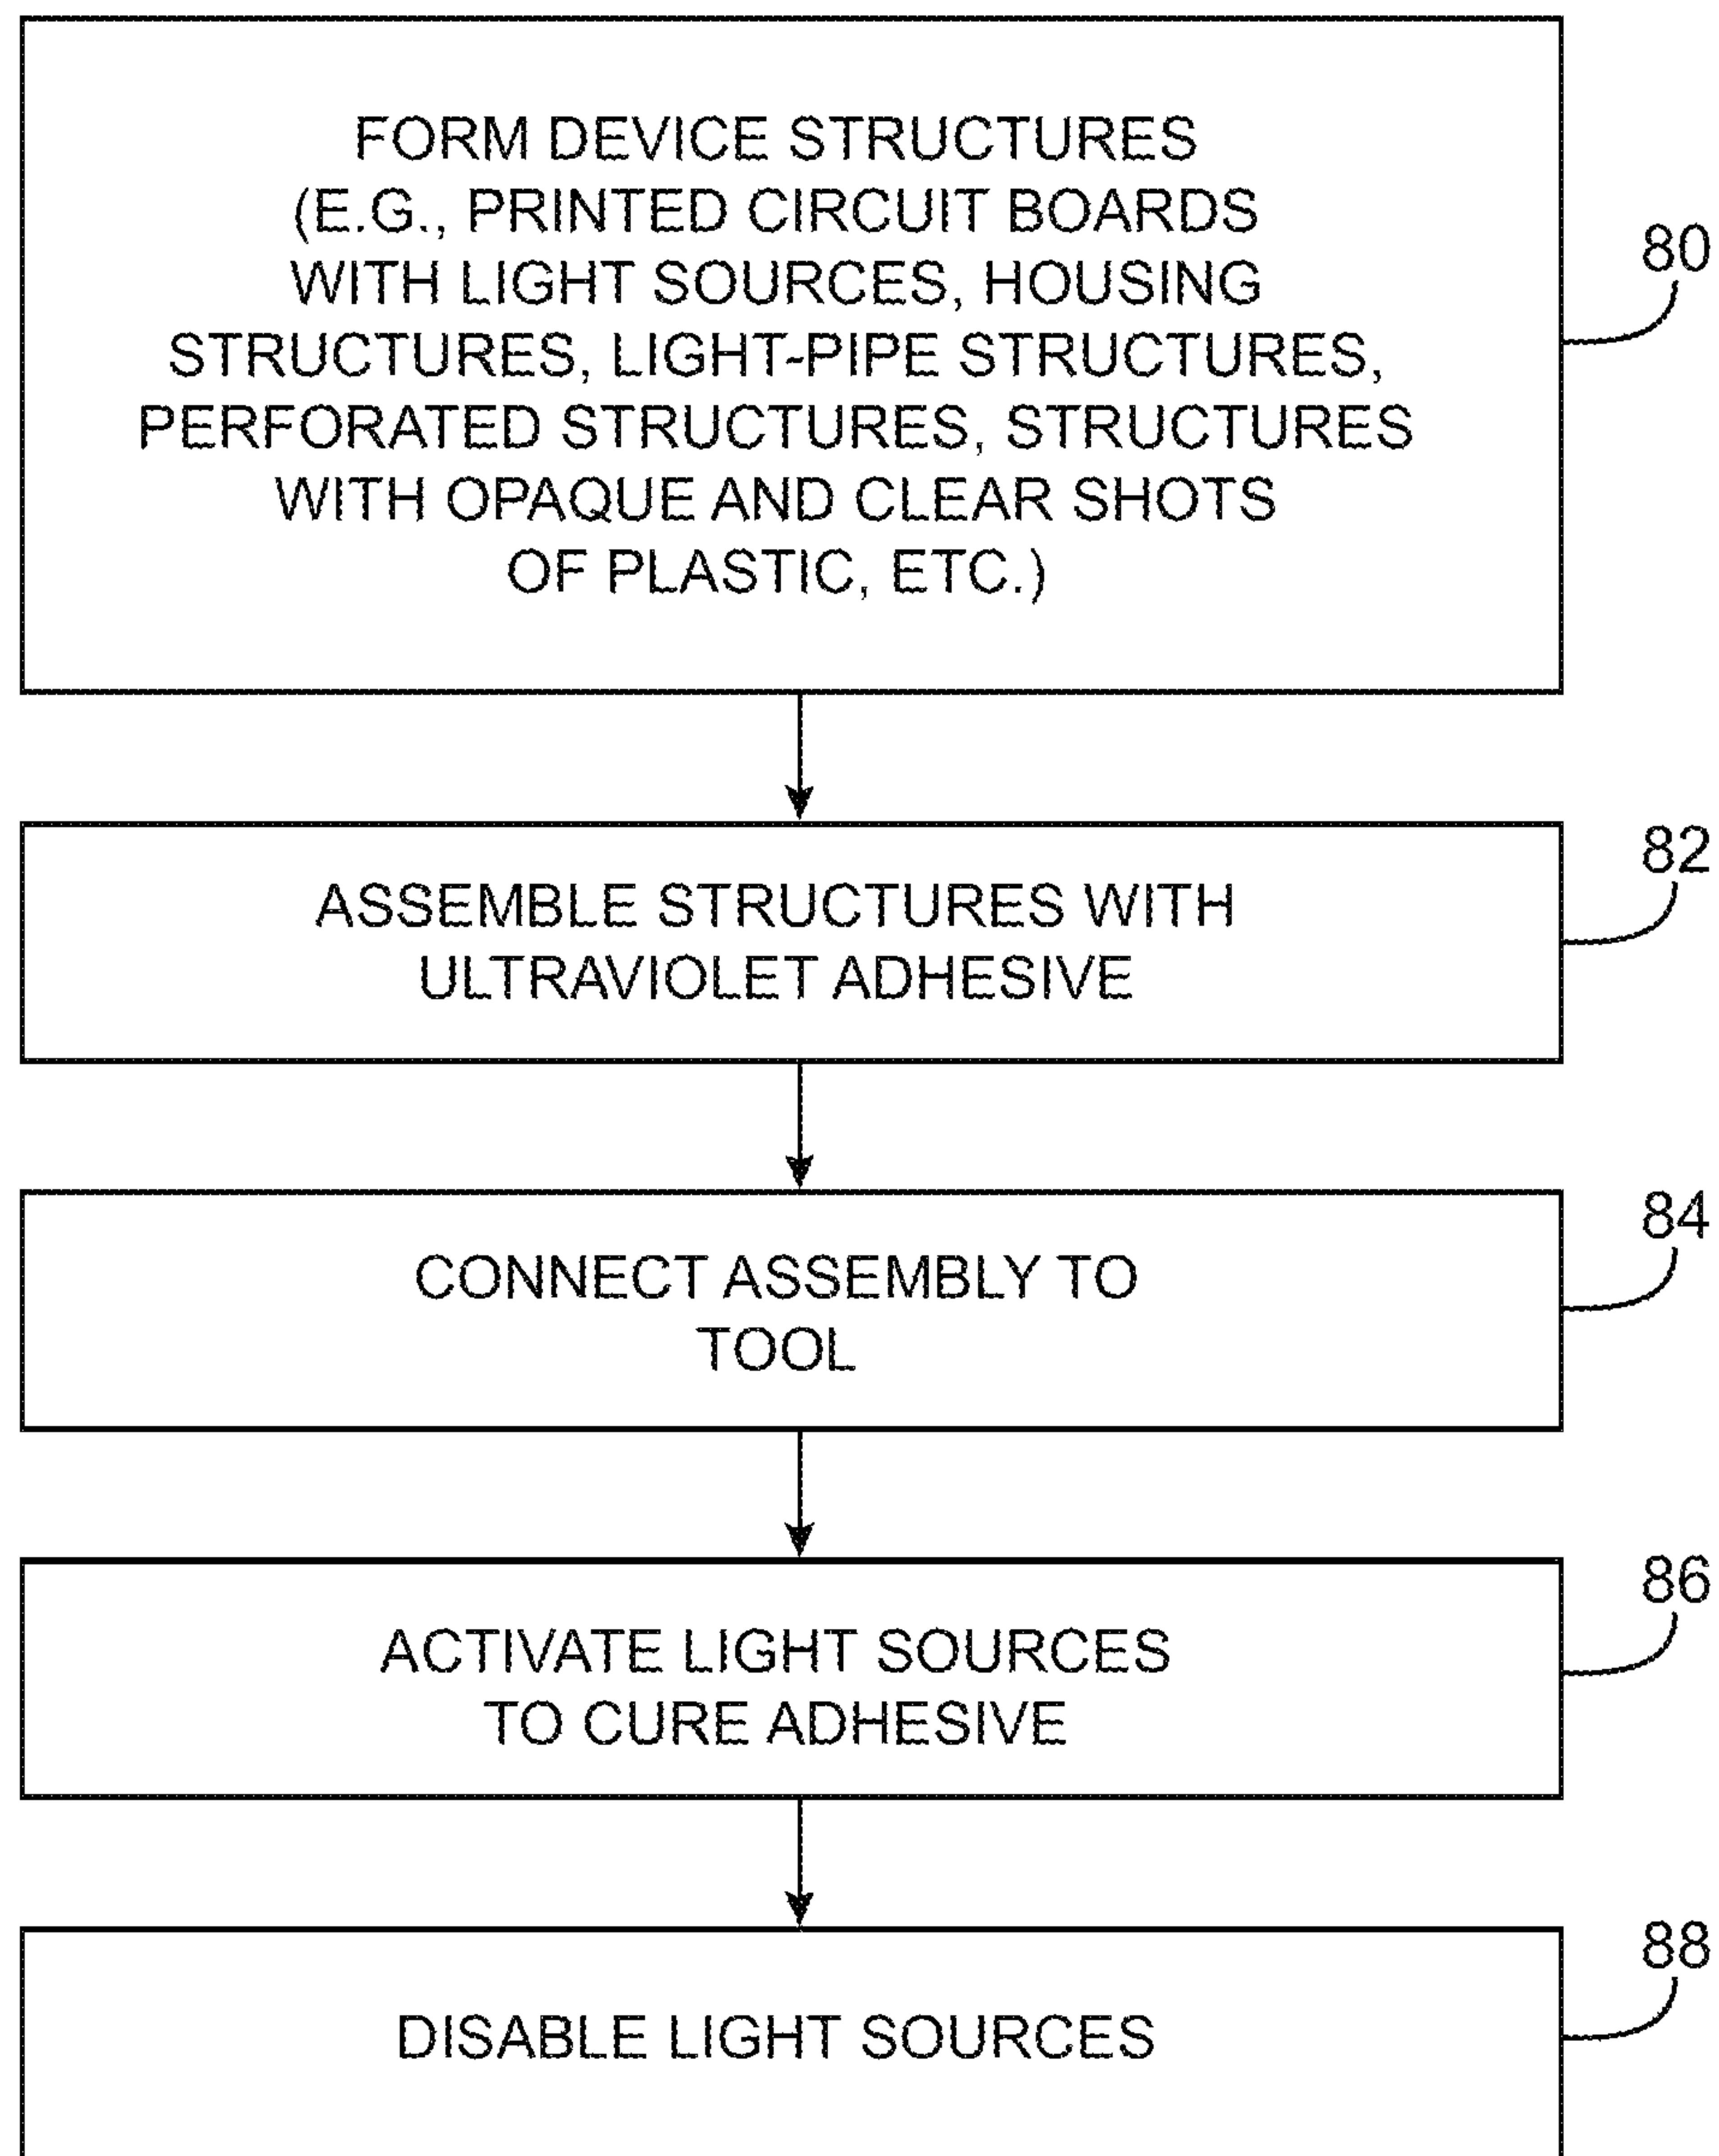 FORM DEVICE STRUCTURES
(E.G., PRINTED CIRCUIT BOARDS
WITH LIGHT SOURCES, HOUSING
STRUCTURES, LIGHT-PIPE STRUCTURES,
PERFORATED STRUCTURES, STRUCTURES
WITH OPAQUE AND CLEAR SHOTS
OF PLASTIC, ETC.)
80
ASSEMBLE STRUCTURES WITH
ULTRAVIOLET ADHESIVE
82
CONNECT ASSEMBLY TO
TOOL
84
ACTIVATE LIGHT SOURCES
TO CURE ADHESIVE
86
DISABLE LIGHT SOURCES
88